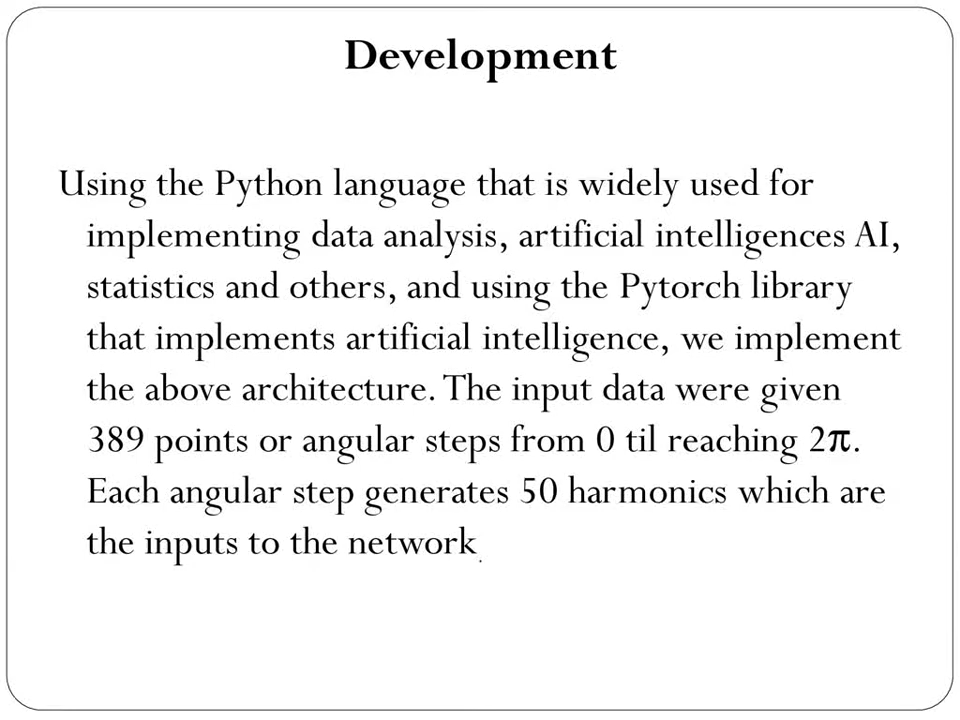 Development
Using the Python language that is widely used for
implementing data analysis, artificial intelligences AI,
statistics and others, and using the Pytorch library
that implements artificial intelligence, we implement
the above architecture. The input data were given
389 points or angular steps from 0 til reaching 2π.
Each angular step generates 50 harmonics which are
the inputs to the network.